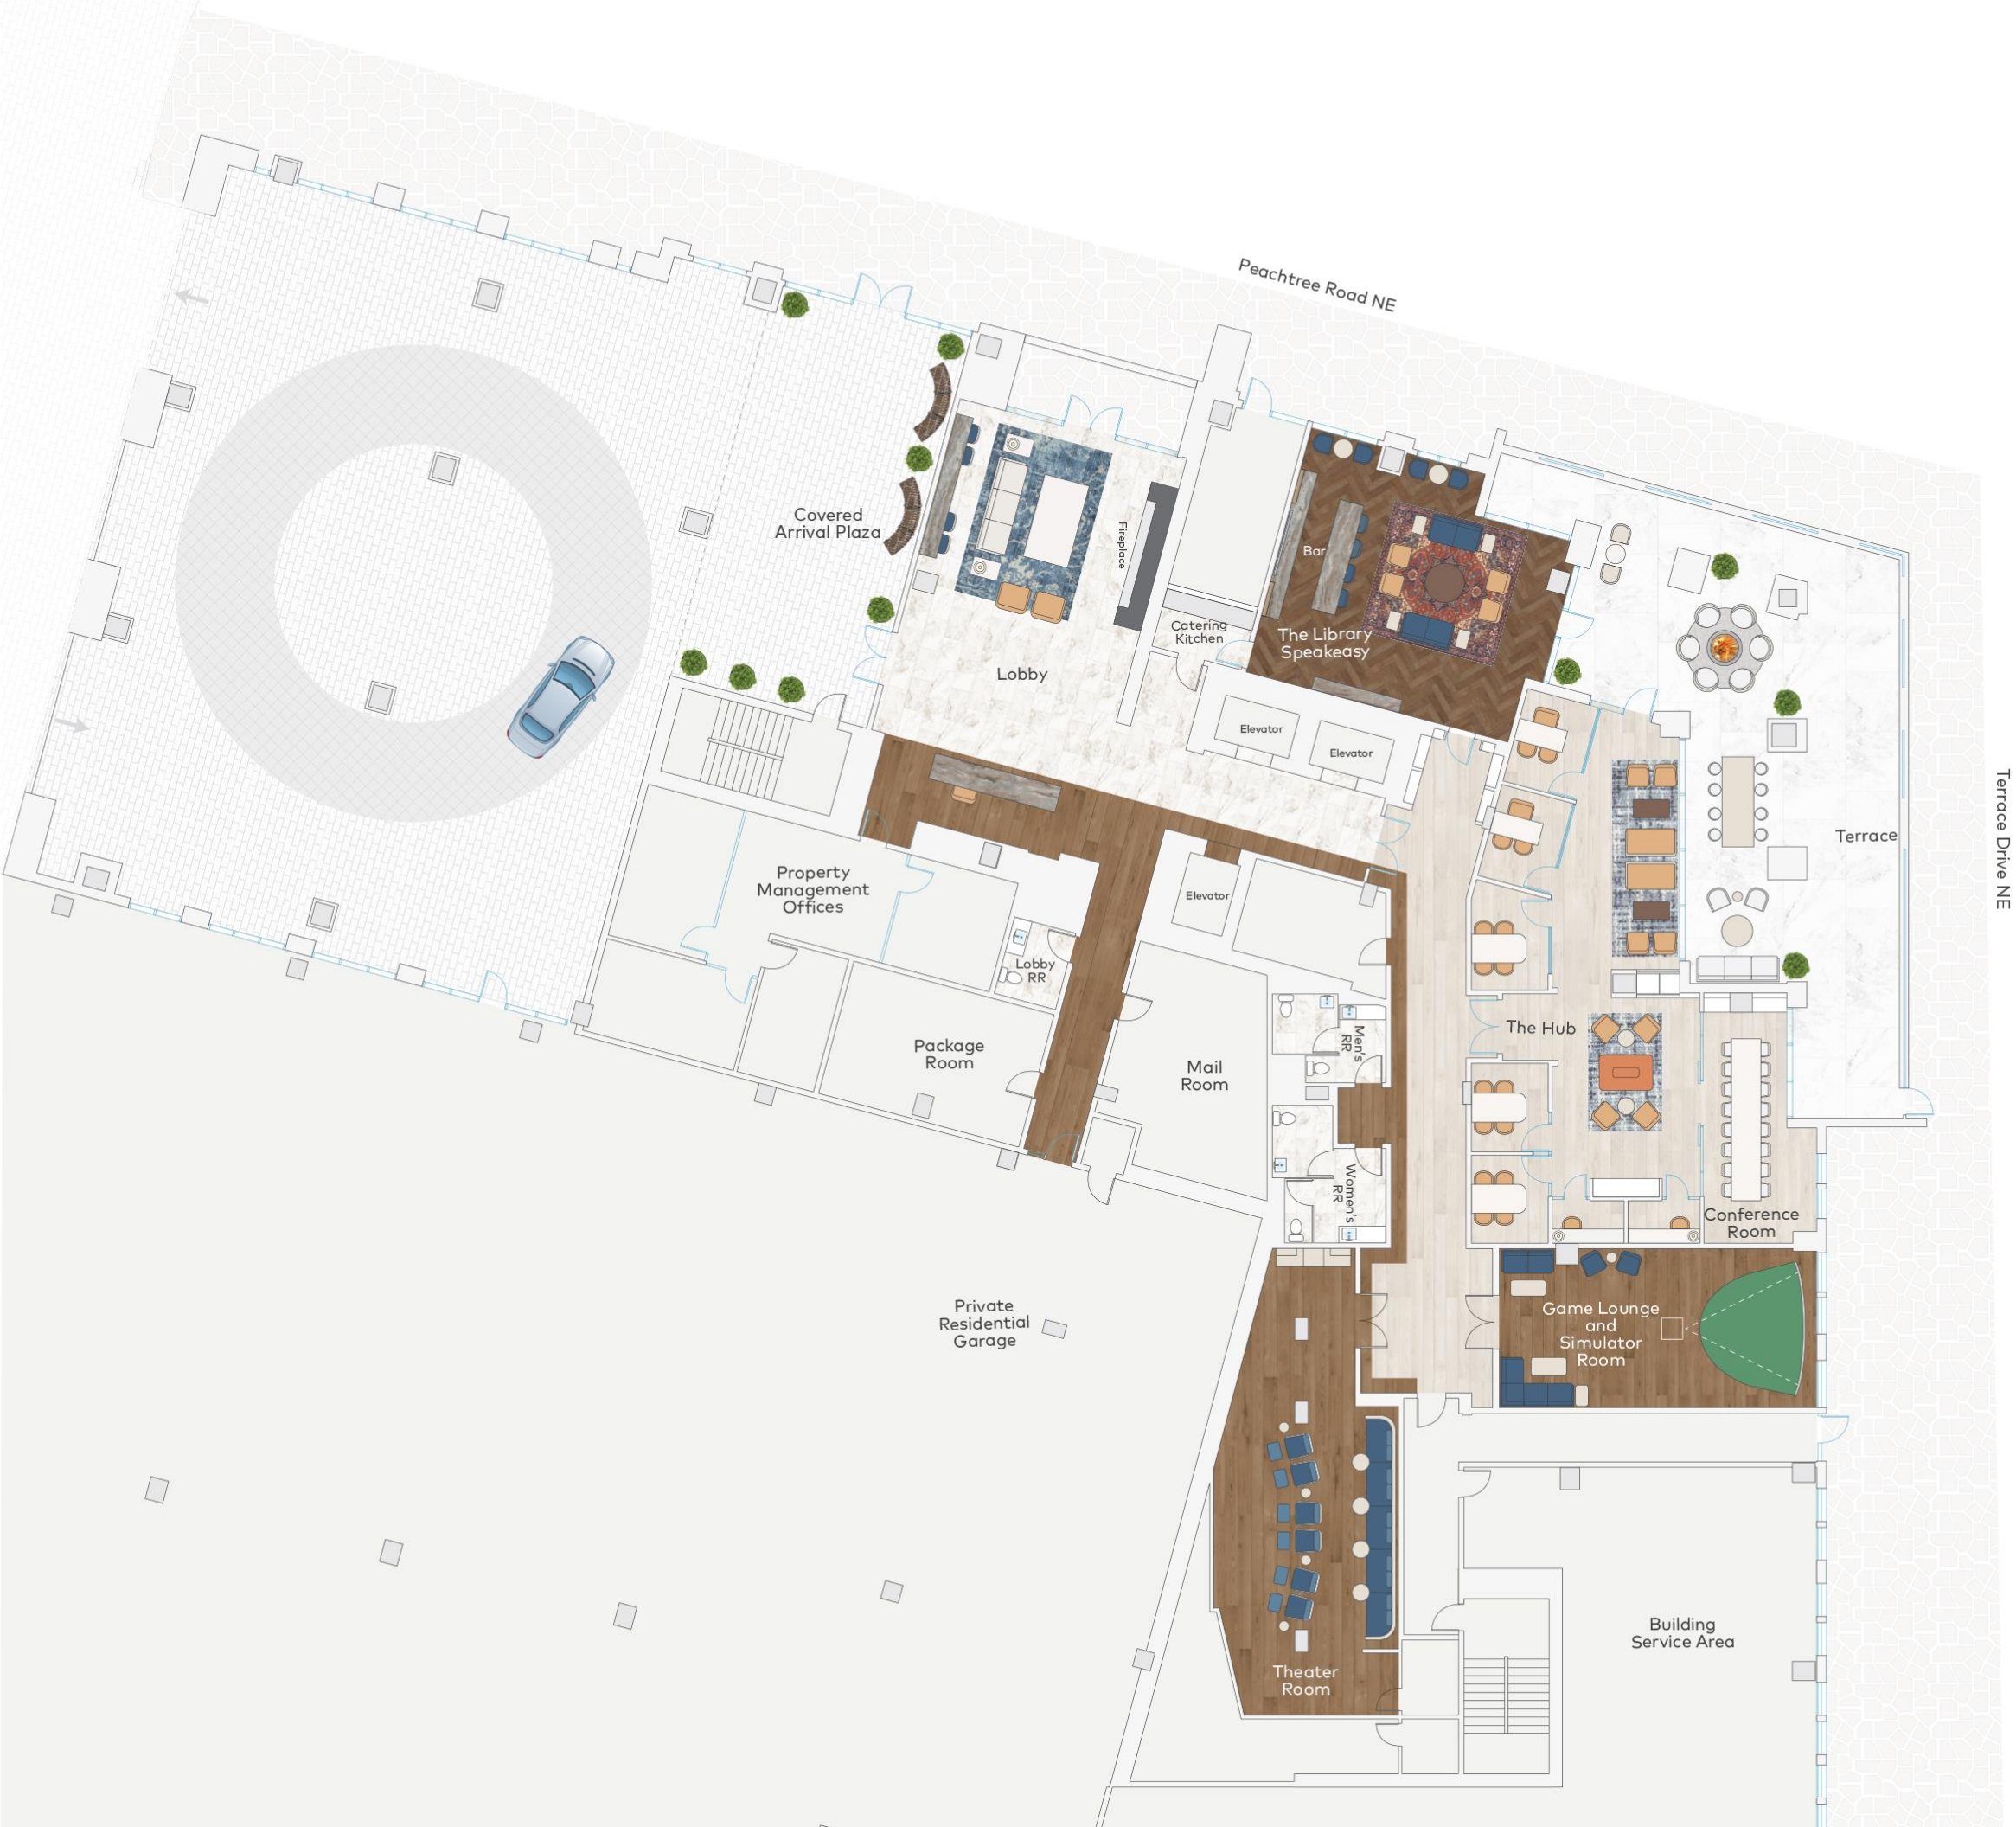 Peachtree Road NE
Covered
Arrival Plaza
Fireplace
Lobby
Catering
Kitchen
Bar
The Library
Speakeasy
Elevator
Elevator
Terrace
Terrace Drive NE
Property
Management
Offices
Elevator
Lobby
RR
Package
Room
Mail
Room
Men's
RR
The Hub
Women's
RR
Conference
Room
Private
Residential
Garage
Game Lounge
and
Simulator
Room
Theater
Room
Building
Service Area